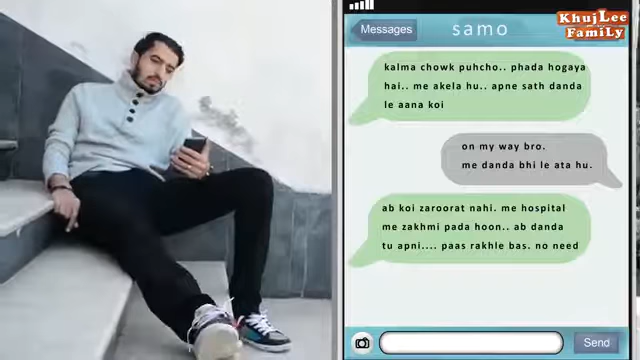 KhujLee
Family
Messages
samo
kalma chowk puhcho.. phada hogaya
hai.. me akela hu.. apne sath danda
le aana koi
on my way bro.
me danda bhi le ata hu.
ab koi zaroorat nahi. me hospital
me zakhmi pada hoon.. ab danda
tu apni.... paas rakhle bas. no need
Send